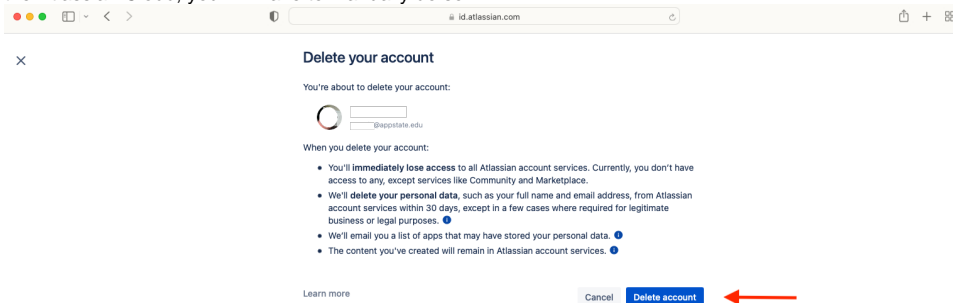 id.atlassian.com
Delete your account
You're about to delete your account:
@appstate.edu
When you delete your account:
• You'll immediately lose access to all Atlassian account services. Currently, you don't have
access to any, except services like Community and Marketplace.
• We'll delete your personal data, such as your full name and email address, from Atlassian
account services within 30 days, except in a few cases where required for legitimate
business or legal purposes.
• We'll email you a list of apps that may have stored your personal data.
• The content you've created will remain in Atlassian account services.
Learn more
Cancel
Delete account